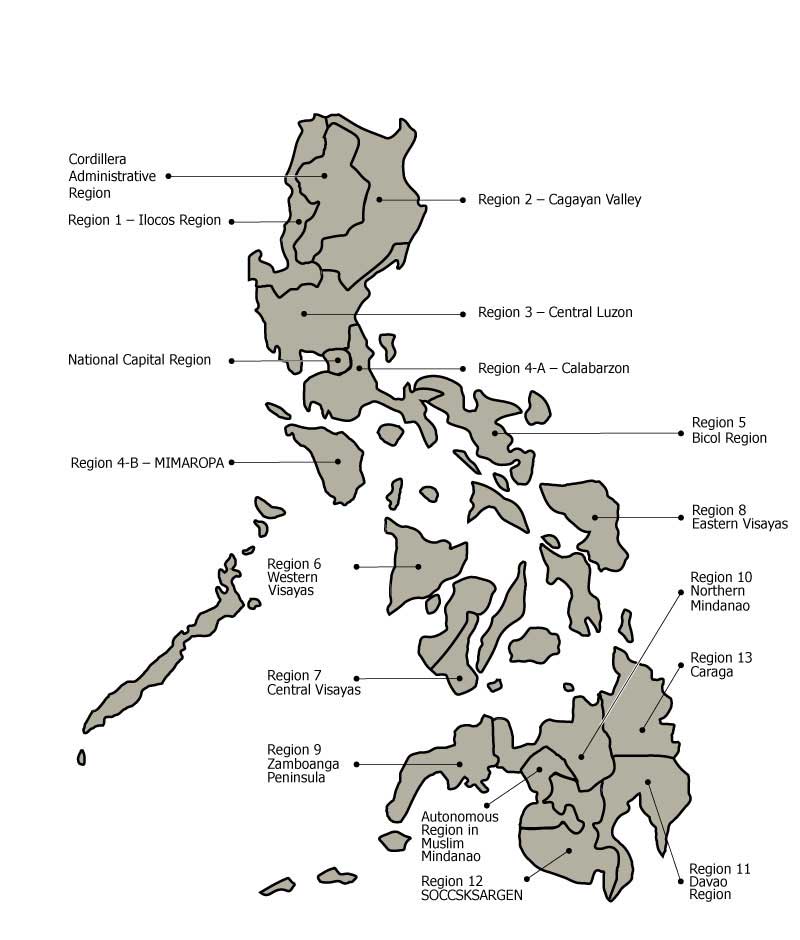 Cordillera
Administrative
Region
Region 1 – Ilocos Region
Region 2 – Cagayan Valley
Region 3 – Central Luzon
National Capital Region
Region 4-A – Calabarzon
Region 5
Bicol Region
Region 4-B – MIMAROPA
Region 8
Eastern Visayas
Region 6
Western
Visayas
Region 10
Northern
Mindanao
Region 7
Central Visayas
Region 13
Caraga
Region 9
Zamboanga
Peninsula
Autonomous
Region in
Muslim
Mindanao
Region 12
SOCCSKSARGEN
Region 11
Davao
Region